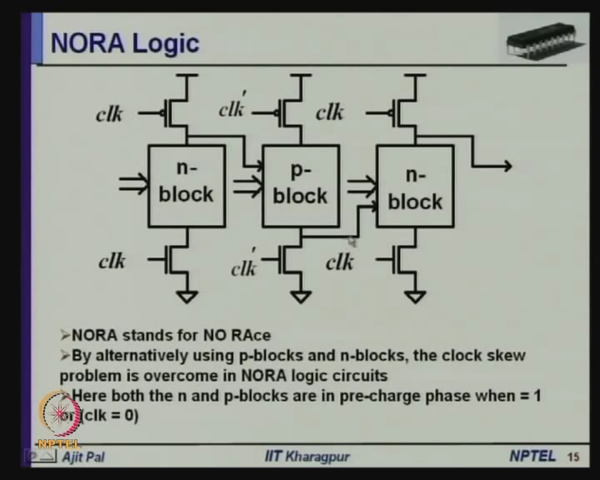 NORA Logic
clk clk' clk
n-block p-block n-block
clk clk' clk
➢NORA stands for NO RAce
➢By alternatively using p-blocks and n-blocks, the clock skew
problem is overcome in NORA logic circuits
➢Here both the n and p-blocks are in pre-charge phase when = 1
or (clk = 0)
NPTEL
Ajit Pal IIT Kharagpur NPTEL 15